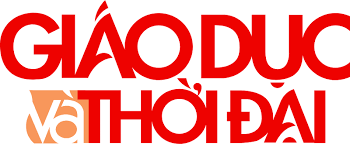 GIÁO DỤC
và THỜI ĐẠI